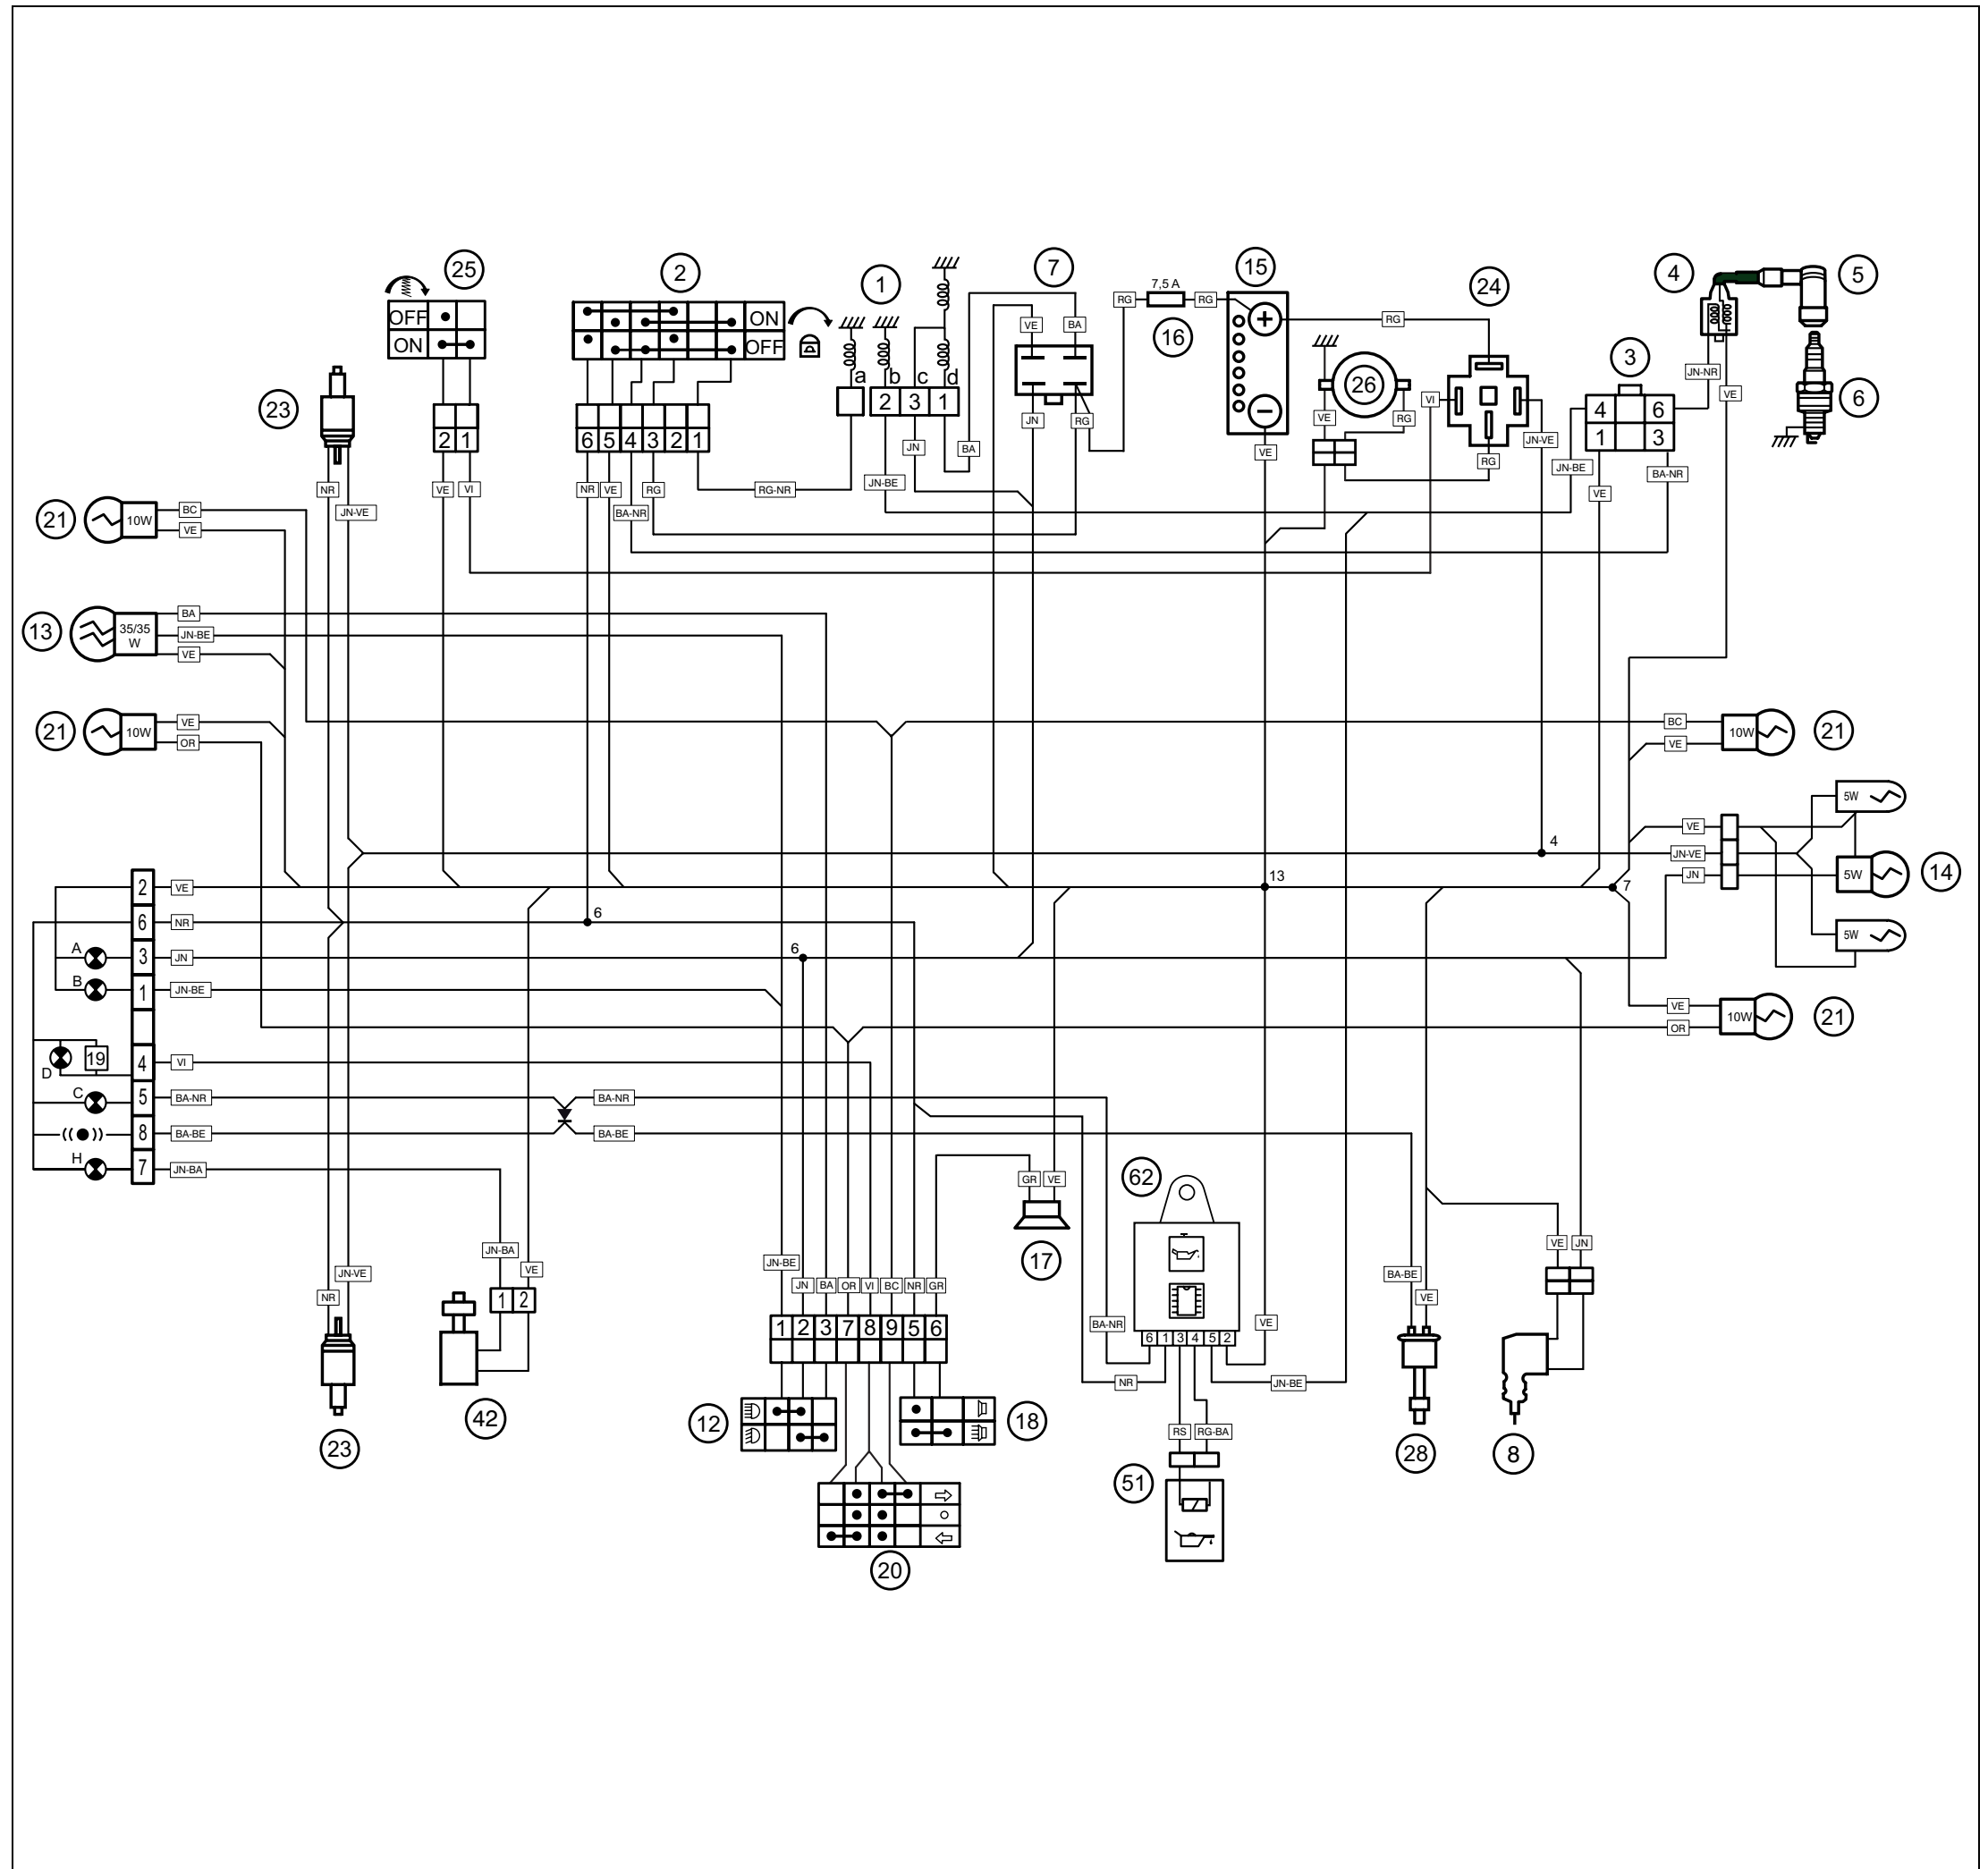 25
2
1
7
15
24
4
5
7,5 A
RG
RG
OFF
ON
ON
OFF
VE
BA
16
RG
3
26
JN-NR
VE
6
23
a
b
c
d
2
3
1
VI
4
6
1
3
2
1
6
5
4
3
2
1
JN
RG
VE
RG
VE
JN-VE
RG
JN
BA
JN-BE
BA-NR
NR
VE
VI
NR
VE
RG
RG-NR
JN-BE
VE
JN-VE
BA-NR
21
10W
BC
VE
13
35/35
W
BA
JN-BE
VE
21
10W
VE
OR
BC
VE
10W
21
5W
VE
4
JN-VE
JN
5W
14
13
7
2
VE
6
NR
6
5W
A
3
JN
6
B
1
JN-BE
VE
OR
10W
21
D
19
4
VI
C
5
BA-NR
BA-NR
8
BA-BE
BA-BE
H
7
JN-BA
GR
VE
62
JN-BA
VE
JN-BE
17
VE
JN
JN-VE
BA-BE
NR
1
2
JN
BA
OR
VI
BC
NR
GR
VE
1
2
3
7
8
9
5
6
BA-NR
VE
6
1
3
4
5
2
NR
JN-BE
42
12
18
23
RS
RG-BA
28
8
51
20